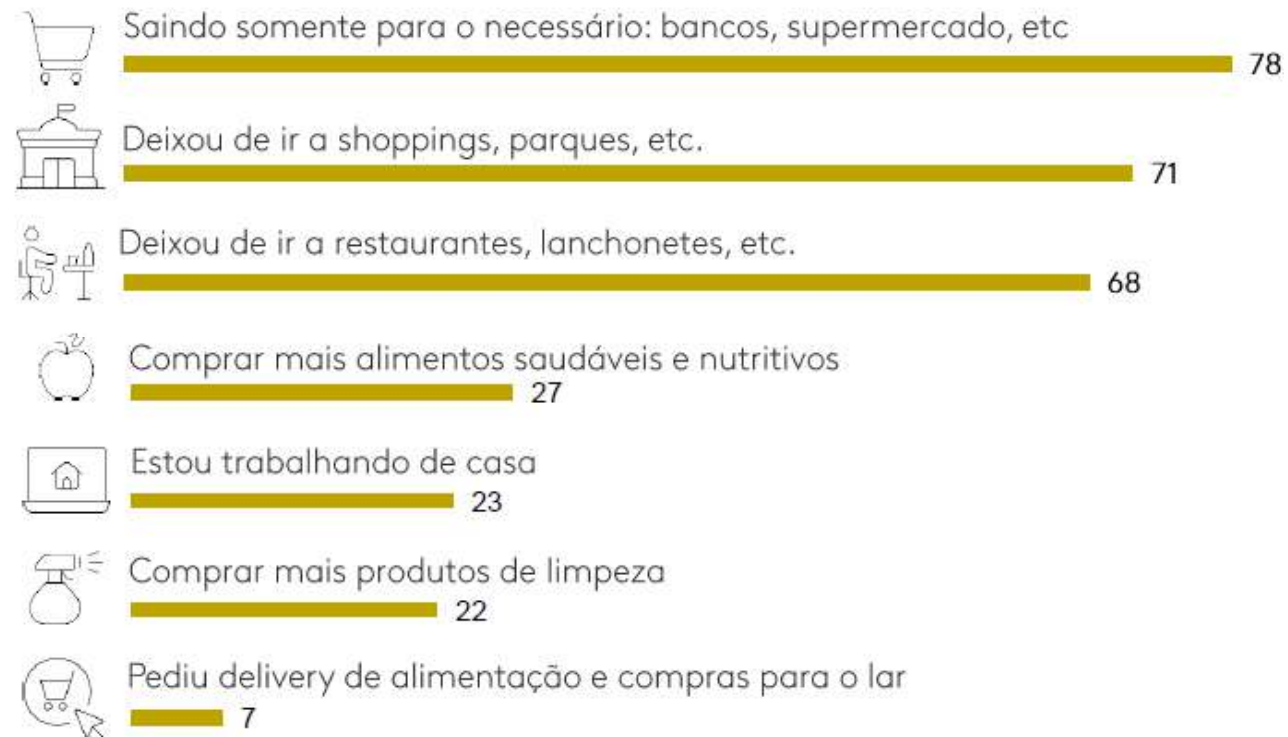 Saindo somente para o necessário: bancos, supermercado, etc
78
Deixou de ir a shoppings, parques, etc.
71
Deixou de ir a restaurantes, lanchonetes, etc.
68
Comprar mais alimentos saudáveis e nutritivos
27
Estou trabalhando de casa
23
Comprar mais produtos de limpeza
22
Pediu delivery de alimentação e compras para o lar
7